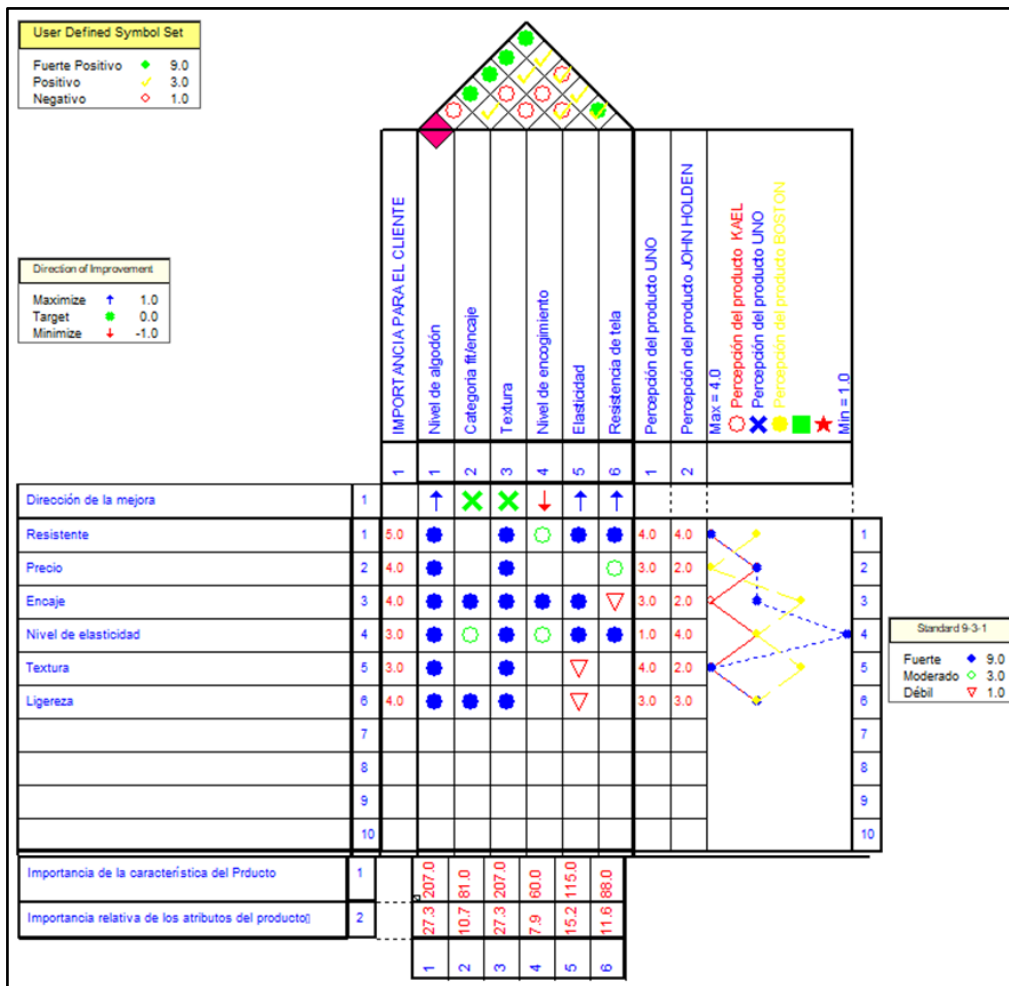 User Defined Symbol Set
Fuerte Positivo 9.0
Positivo 3.0
Negativo 1.0
Direction of Improvement
Maximize 1.0
Target 0.0
Minimize -1.0
IMPORTANCIA PARA EL CLIENTE
Nivel de algodón
Categoria fit/encaje
Textura
Nivel de encogimiento
Elasticidad
Resistencia de tela
Percepción del producto UNO
Percepción del producto JOHN HOLDEN
Max = 4.0
Percepción del producto KAEL
Percepción del producto UNO
Percepción del producto BOSTON
Min = 1.0
1 1 2 3 4 5 6 1 2
Dirección de la mejora 1
Resistente 1 5.0 4.0 4.0 1
Precio 2 4.0 3.0 2.0 2
Encaje 3 4.0 3.0 2.0 3
Nivel de elasticidad 4 3.0 1.0 4.0 4
Textura 5 3.0 4.0 2.0 5
Ligereza 6 4.0 3.0 3.0 6
7 7
8 8
9 9
10 10
Standard 9-3-1
Fuerte 9.0
Moderado 3.0
Débil 1.0
Importancia de la característica del Prducto 1 207.0 81.0 207.0 60.0 115.0 88.0
Importancia relativa de los atributos del producto 2 27.3 10.7 27.3 7.9 15.2 11.6
1 2 3 4 5 6